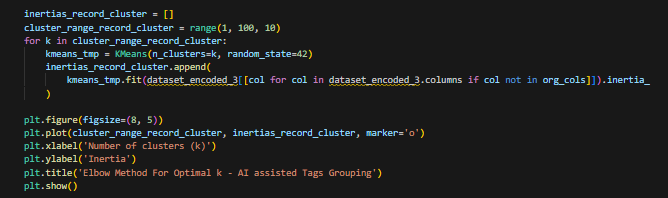 inertias_record_cluster = []
cluster_range_record_cluster = range(1, 100, 10)
for k in cluster_range_record_cluster:
    kmeans_tmp = KMeans(n_clusters=k, random_state=42)
    inertias_record_cluster.append(
        kmeans_tmp.fit(dataset_encoded_3[[col for col in dataset_encoded_3.columns if col not in org_cols]]).inertia_
    )
plt.figure(figsize=(8, 5))
plt.plot(cluster_range_record_cluster, inertias_record_cluster, marker='o')
plt.xlabel('Number of clusters (k)')
plt.ylabel('Inertia')
plt.title('Elbow Method For Optimal k - AI assisted Tags Grouping')
plt.show()